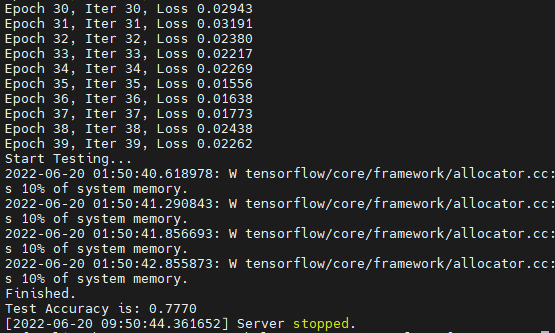 Epoch 30, Iter 30, Loss 0.02943
Epoch 31, Iter 31, Loss 0.03191
Epoch 32, Iter 32, Loss 0.02380
Epoch 33, Iter 33, Loss 0.02217
Epoch 34, Iter 34, Loss 0.02269
Epoch 35, Iter 35, Loss 0.01556
Epoch 36, Iter 36, Loss 0.01638
Epoch 37, Iter 37, Loss 0.01773
Epoch 38, Iter 38, Loss 0.02438
Epoch 39, Iter 39, Loss 0.02262
Start Testing...
2022-06-20 01:50:40.618978: W tensorflow/core/framework/allocator.cc:
s 10% of system memory.
2022-06-20 01:50:41.290843: W tensorflow/core/framework/allocator.cc:
s 10% of system memory.
2022-06-20 01:50:41.856693: W tensorflow/core/framework/allocator.cc:
s 10% of system memory.
2022-06-20 01:50:42.855873: W tensorflow/core/framework/allocator.cc:
s 10% of system memory.
Finished.
Test Accuracy is: 0.7770
[2022-06-20 09:50:44.361652] Server stopped.